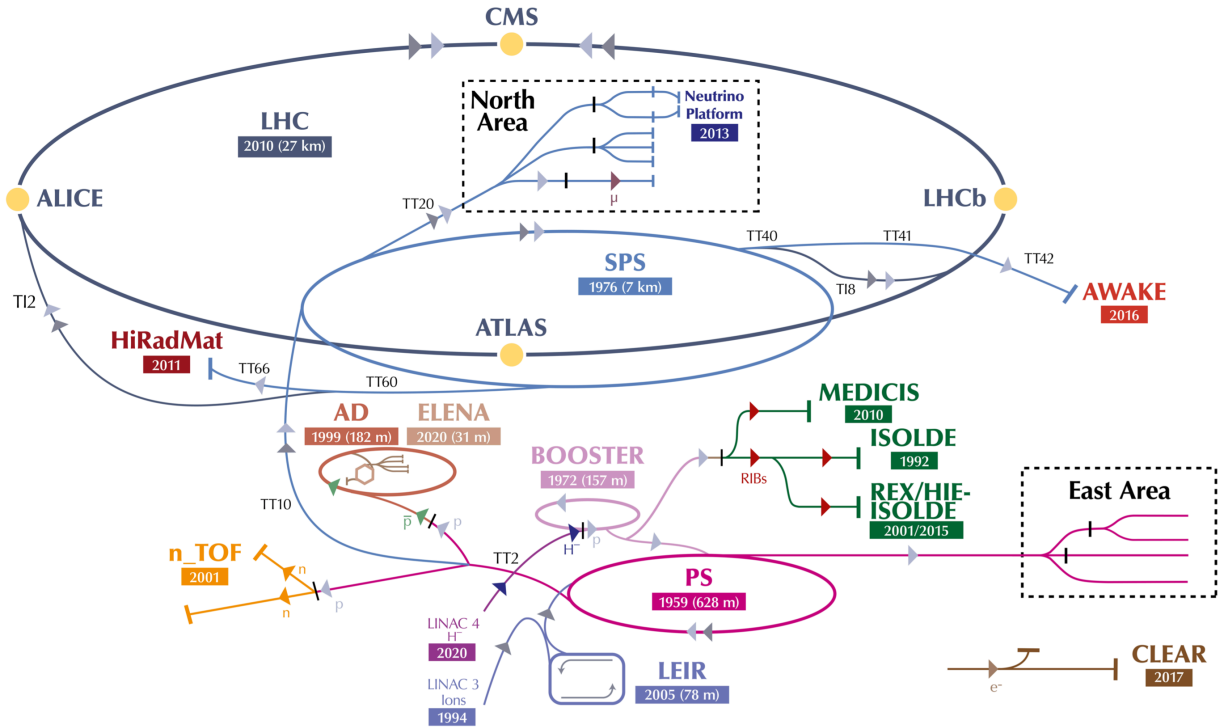 CMS
LHC
2010 (27 km)
North
Area
Neutrino
Platform
2013
μ
ALICE
LHCb
TT20
TT40
TT41
TT42
TI8
TI2
SPS
1976 (7 km)
AWAKE
2016
ATLAS
HiRadMat
2011
TT66
TT60
AD
1999 (182 m)
ELENA
2020 (31 m)
p̄
p
TT10
BOOSTER
1972 (157 m)
H⁻
p
MEDICIS
2010
ISOLDE
1992
RIBs
REX/HIE-
ISOLDE
2001/2015
East Area
n_TOF
2001
n
n
p
TT2
PS
1959 (628 m)
LINAC 4
H⁻
2020
LINAC 3
Ions
1994
LEIR
2005 (78 m)
e⁻
CLEAR
2017